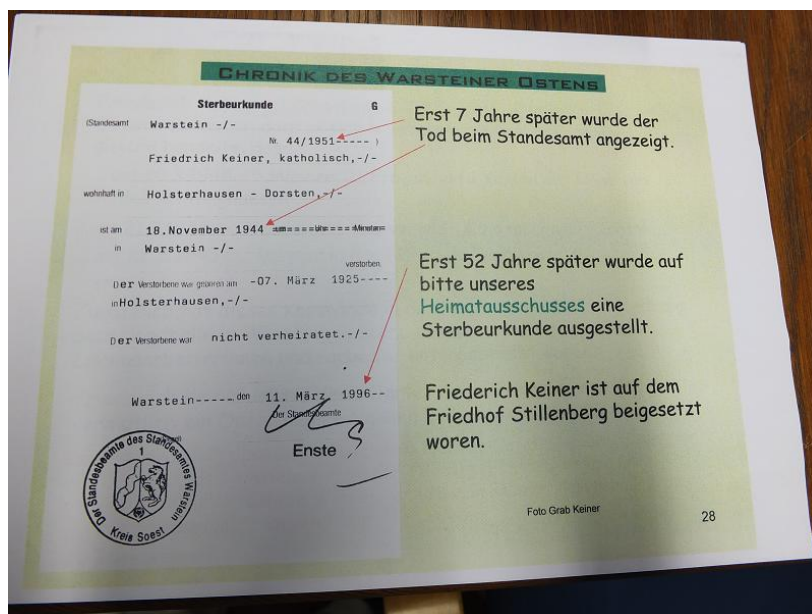 CHRONIK DES WARSTEINER OSTENS
Sterbeurkunde G
(Standesamt Warstein -/-
Nr. 44/1951----- )
Friedrich Keiner, katholisch,-/-
wohnhaft in Holsterhausen - Dorsten,-/-
ist am 18.November 1944
in Warstein -/-
verstorben.
Der Verstorbene war geboren am -07. März 1925----
in Holsterhausen,-/-
Der Verstorbene war nicht verheiratet.-/-
Warstein----- den 11. März 1996--
Der Standesbeamte
Enste
Der Standesbeamte des Standesamtes Warstein
1
Kreis Soest
Erst 7 Jahre später wurde der
Tod beim Standesamt angezeigt.
Erst 52 Jahre später wurde auf
bitte unseres
Heimatausschusses eine
Sterbeurkunde ausgestellt.
Friederich Keiner ist auf dem
Friedhof Stillenberg beigesetzt
woren.
Foto Grab Keiner
28